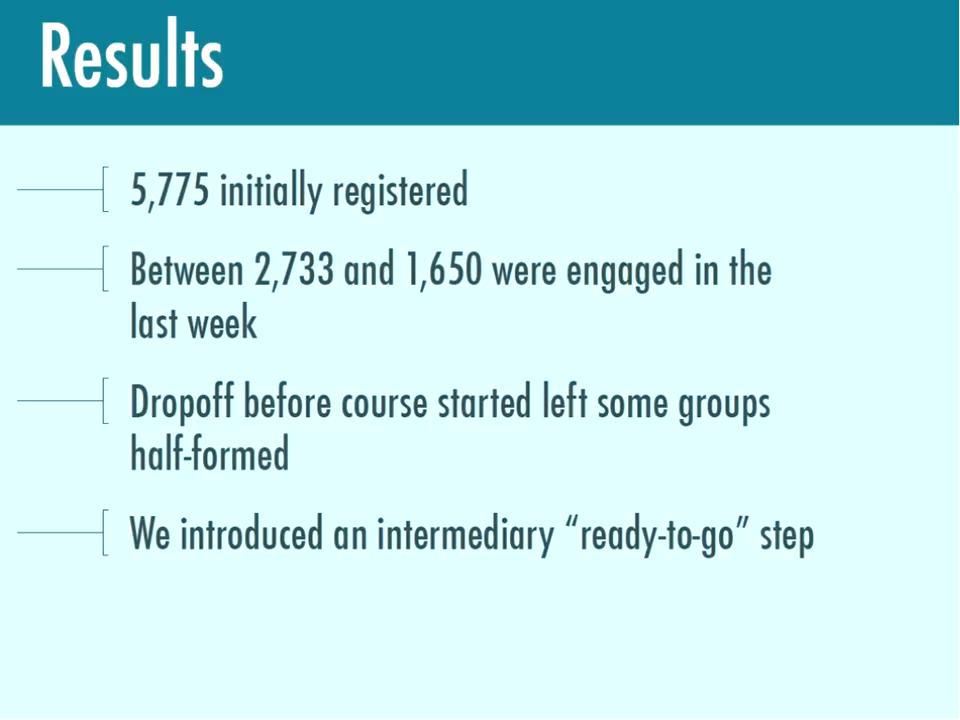 Results
5,775 initially registered
Between 2,733 and 1,650 were engaged in the
last week
Dropoff before course started left some groups
half-formed
We introduced an intermediary “ready-to-go” step